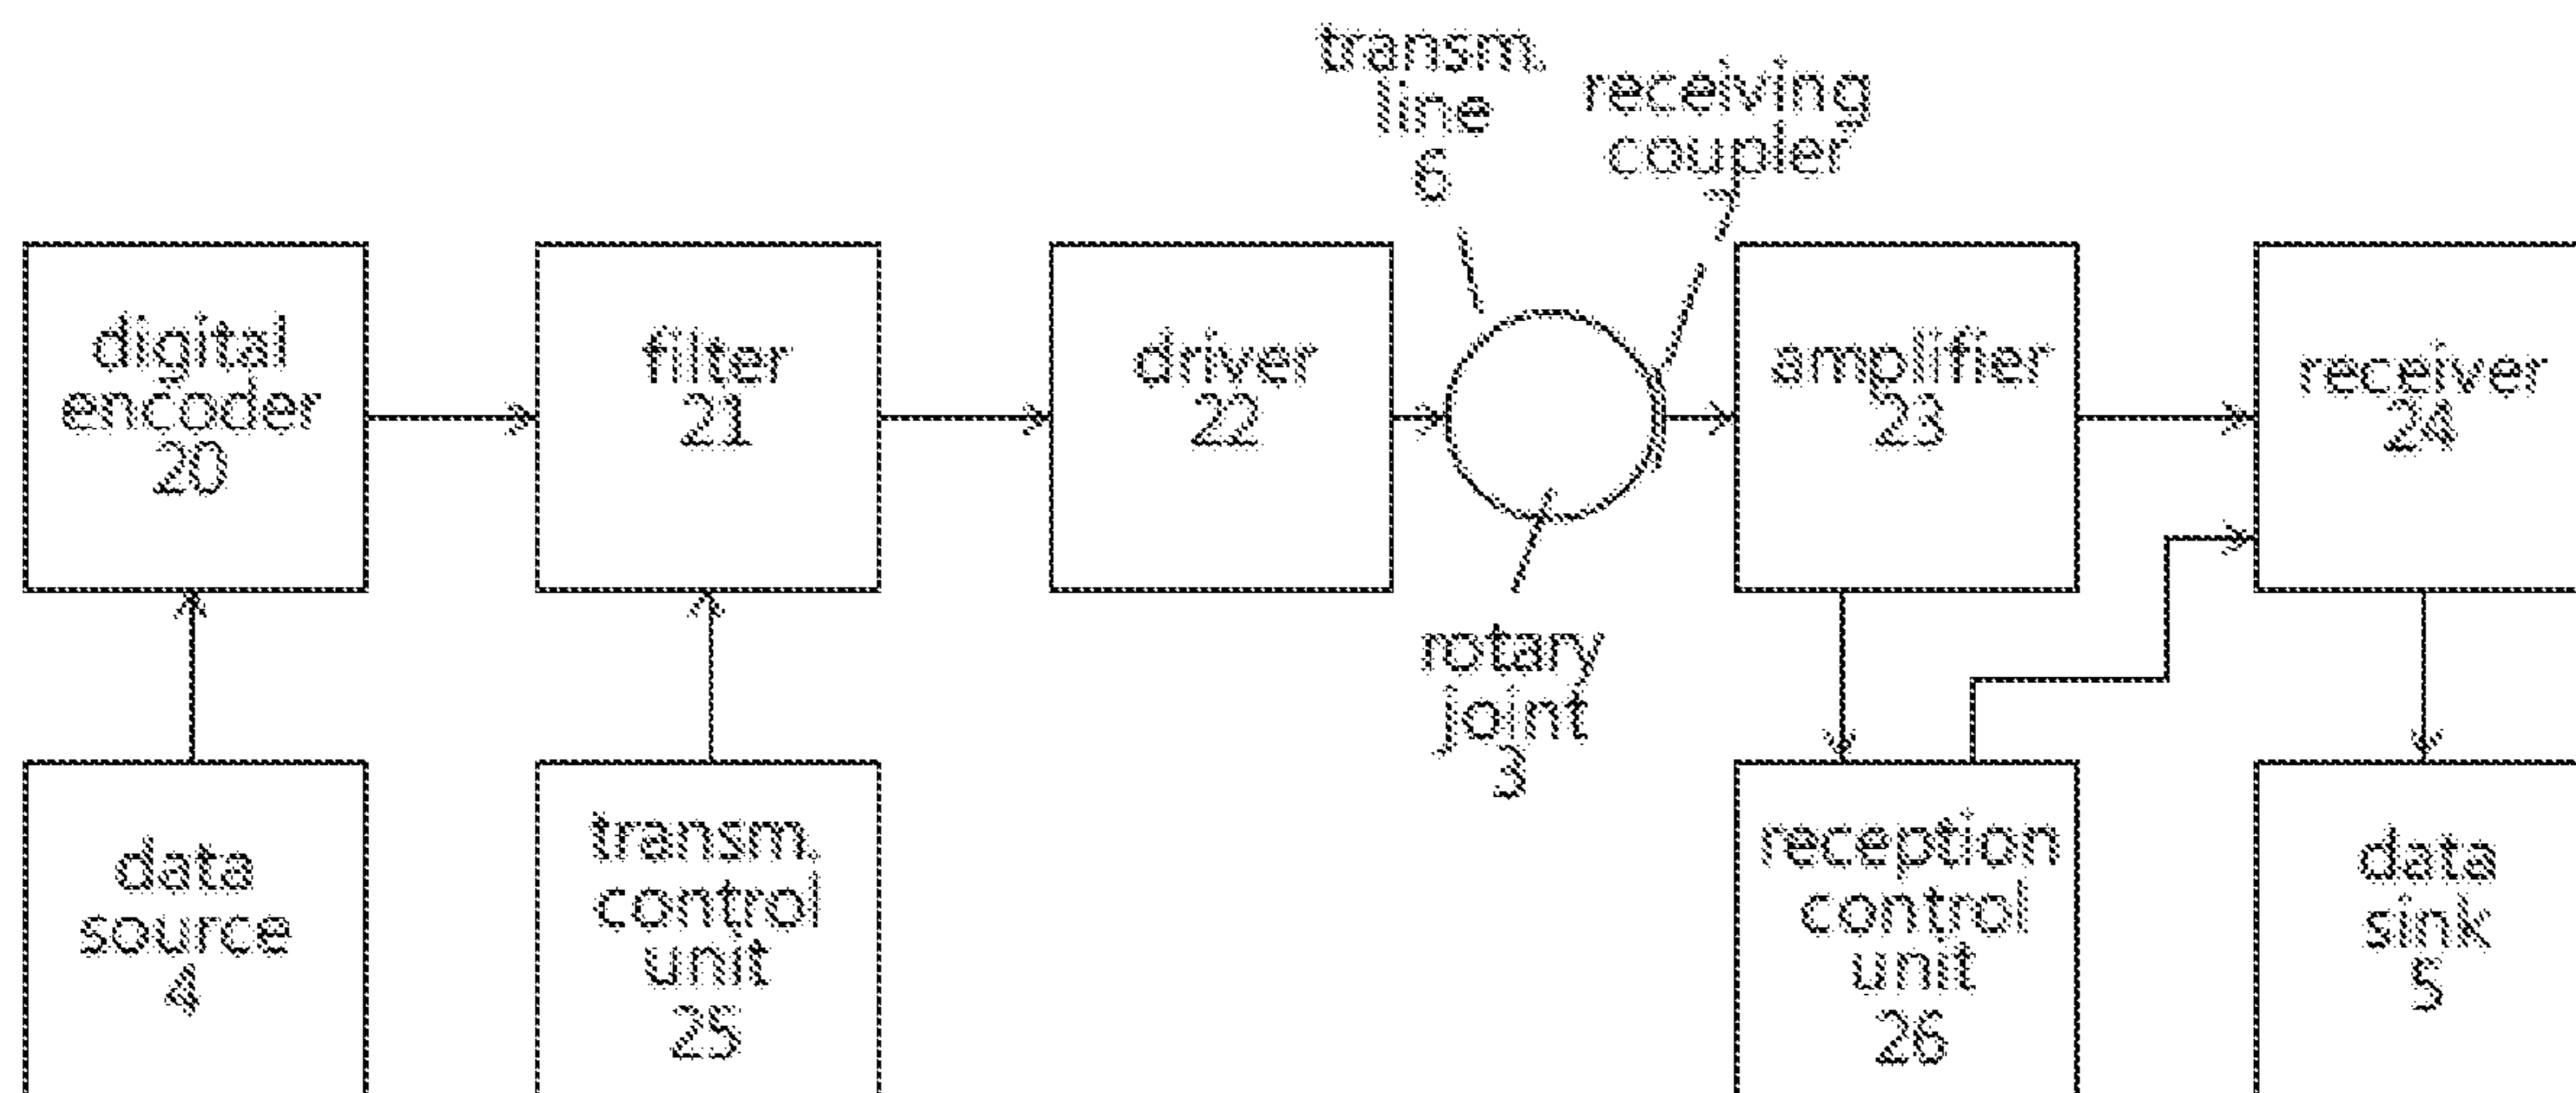 transm.
line
6
receiving
coupler
7
digital
encoder
20
filter
21
driver
22
amplifier
23
receiver
24
rotary
joint
3
data
source
4
transm.
control
unit
25
reception
control
unit
26
data
sink
5